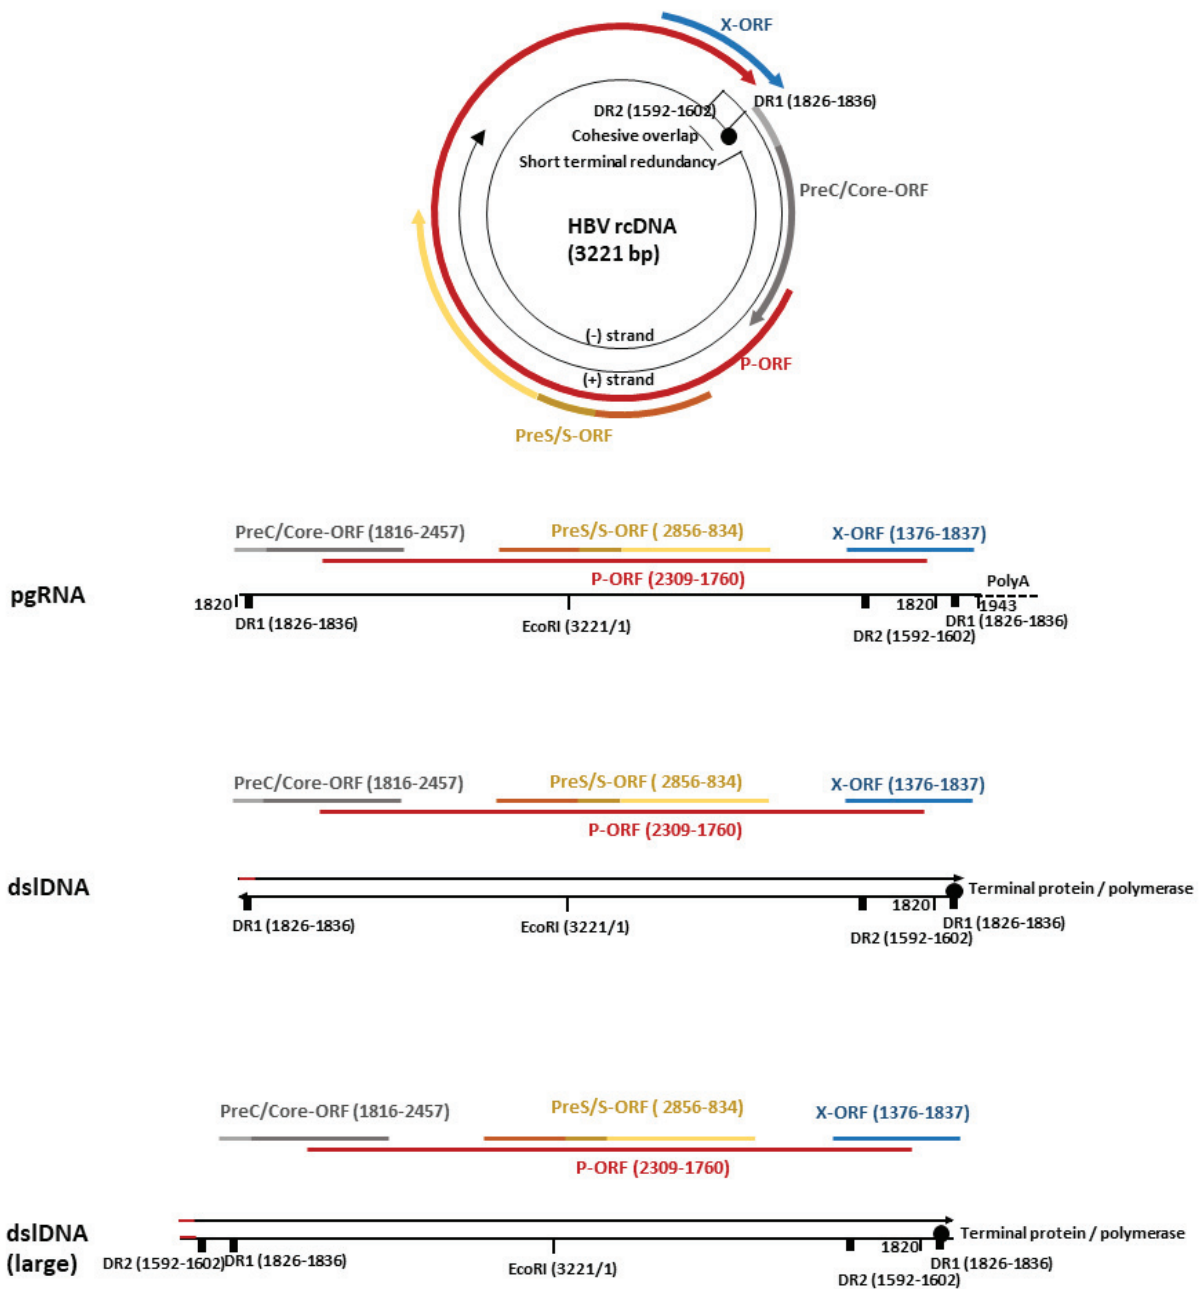 X-ORF
DR1 (1826-1836)
DR2 (1592-1602)
Cohesive overlap
Short terminal redundancy
PreC/Core-ORF
HBV rcDNA
(3221 bp)
(-) strand
P-ORF
(+) strand
PreS/S-ORF
PreC/Core-ORF (1816-2457)
PreS/S-ORF ( 2856-834)
X-ORF (1376-1837)
P-ORF (2309-1760)
PolyA
pgRNA
1820
1820
1943
DR1 (1826-1836)
EcoRI (3221/1)
DR1 (1826-1836)
DR2 (1592-1602)
PreC/Core-ORF (1816-2457)
PreS/S-ORF ( 2856-834)
X-ORF (1376-1837)
P-ORF (2309-1760)
dslDNA
Terminal protein / polymerase
1820
DR1 (1826-1836)
EcoRI (3221/1)
DR1 (1826-1836)
DR2 (1592-1602)
PreC/Core-ORF (1816-2457)
PreS/S-ORF ( 2856-834)
X-ORF (1376-1837)
P-ORF (2309-1760)
dslDNA
(large)
Terminal protein / polymerase
1820
DR2 (1592-1602)
DR1 (1826-1836)
EcoRI (3221/1)
DR1 (1826-1836)
DR2 (1592-1602)